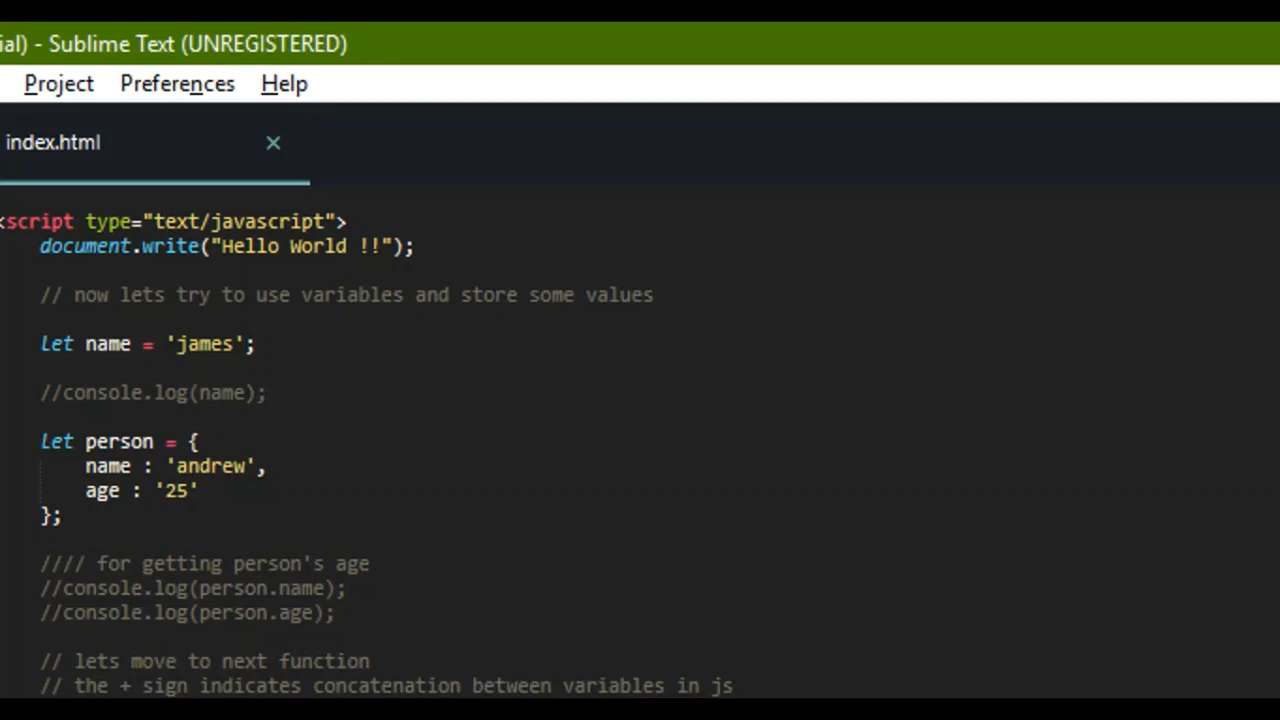 ial) - Sublime Text (UNREGISTERED)
Project Preferences Help
index.html ×
<script type="text/javascript">
document.write("Hello World !!");
// now lets try to use variables and store some values
let name = 'james';
//console.log(name);
let person = {
name : 'andrew',
age : '25'
};
//// for getting person's age
//console.log(person.name);
//console.log(person.age);
// lets move to next function
// the + sign indicates concatenation between variables in js